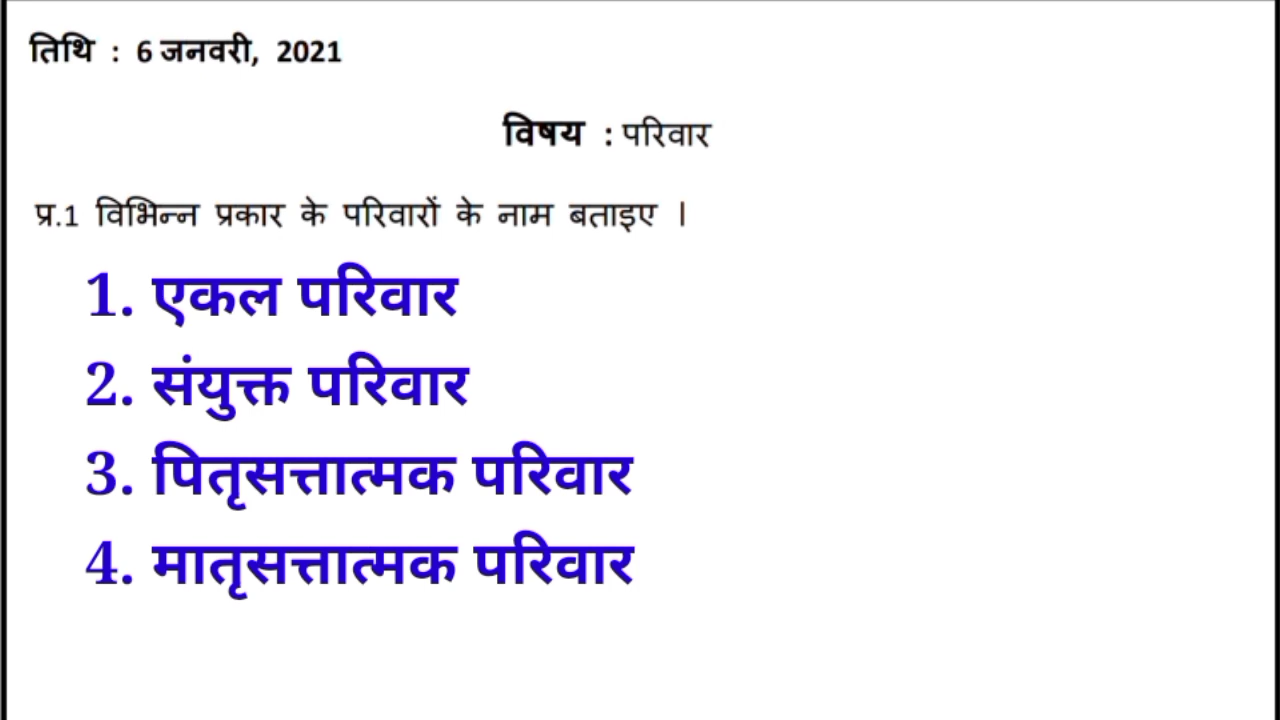 तिथि : 6 जनवरी, 2021
विषय : परिवार
प्र.1 विभिन्न प्रकार के परिवारों के नाम बताइए ।
1. एकल परिवार
2. संयुक्त परिवार
3. पितृसत्तात्मक परिवार
4. मातृसत्तात्मक परिवार